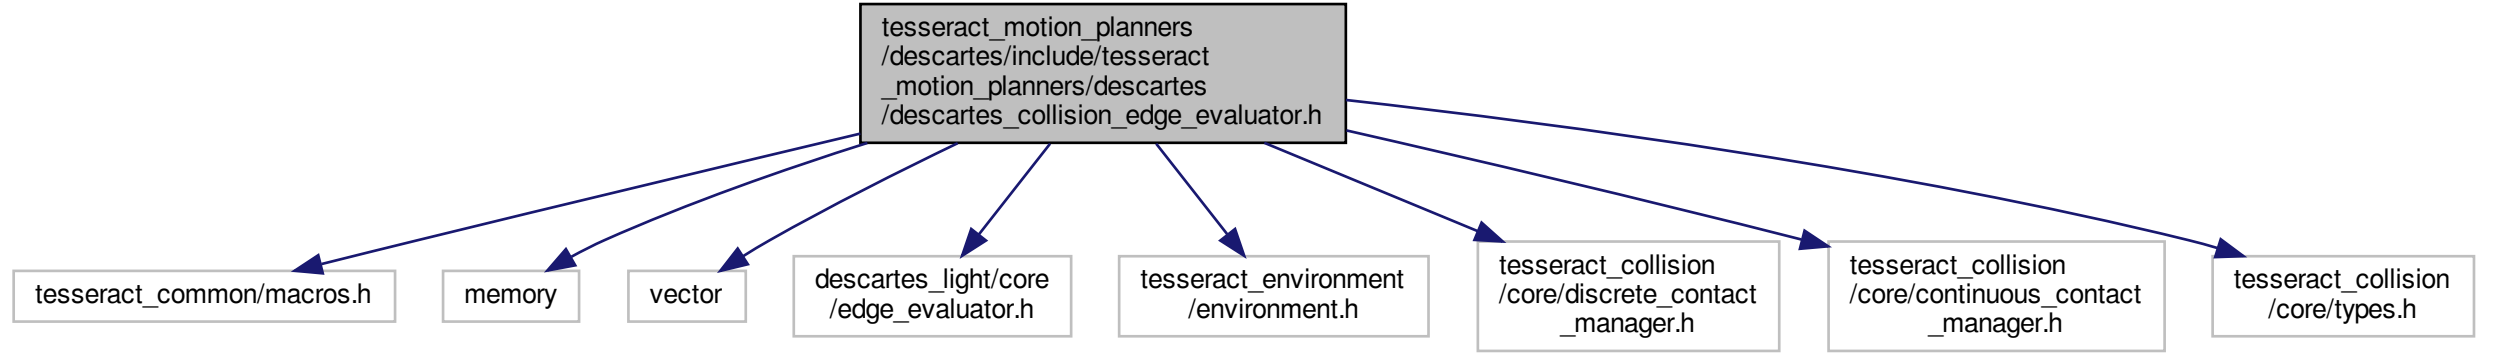 tesseract_motion_planners
/descartes/include/tesseract
_motion_planners/descartes
/descartes_collision_edge_evaluator.h
tesseract_common/macros.h
memory
vector
descartes_light/core
/edge_evaluator.h
tesseract_environment
/environment.h
tesseract_collision
/core/discrete_contact
_manager.h
tesseract_collision
/core/continuous_contact
_manager.h
tesseract_collision
/core/types.h